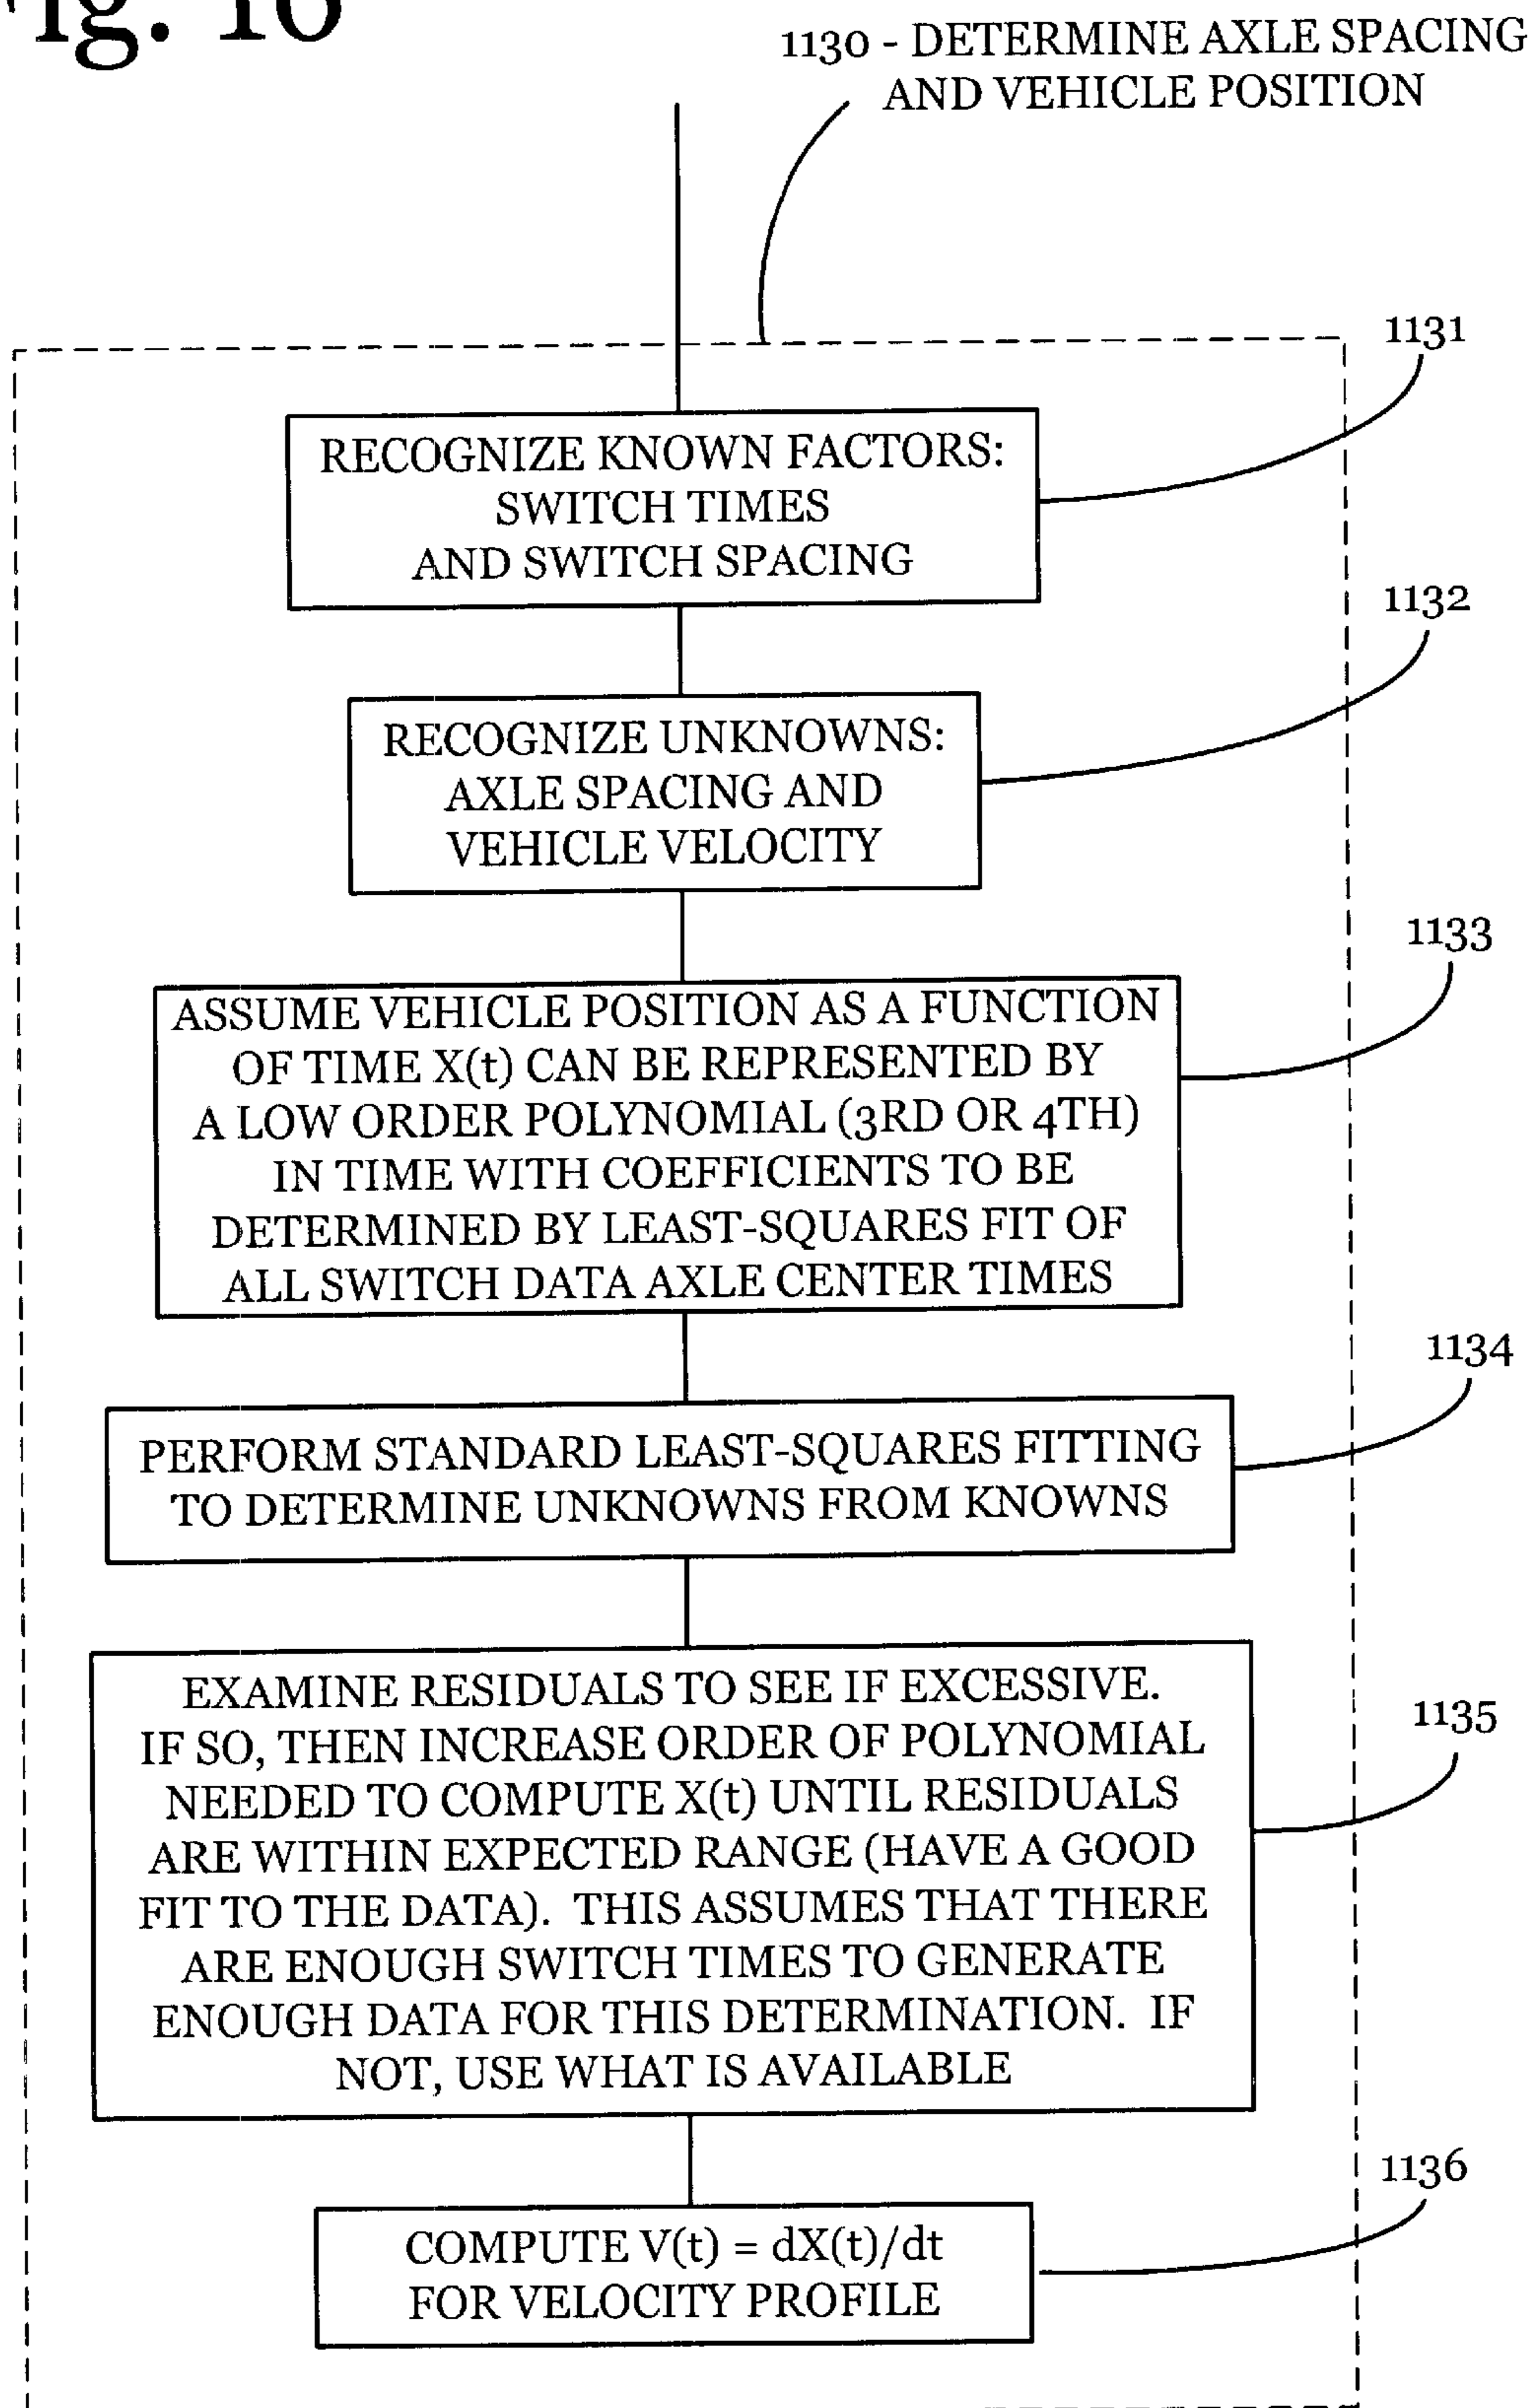 Fig. 16
1130 - DETERMINE AXLE SPACING
AND VEHICLE POSITION
1131
RECOGNIZE KNOWN FACTORS:
SWITCH TIMES
AND SWITCH SPACING
1132
RECOGNIZE UNKNOWNS:
AXLE SPACING AND
VEHICLE VELOCITY
1133
ASSUME VEHICLE POSITION AS A FUNCTION
OF TIME X(t) CAN BE REPRESENTED BY
A LOW ORDER POLYNOMIAL (3RD OR 4TH)
IN TIME WITH COEFFICIENTS TO BE
DETERMINED BY LEAST-SQUARES FIT OF
ALL SWITCH DATA AXLE CENTER TIMES
1134
PERFORM STANDARD LEAST-SQUARES FITTING
TO DETERMINE UNKNOWNS FROM KNOWNS
1135
EXAMINE RESIDUALS TO SEE IF EXCESSIVE.
IF SO, THEN INCREASE ORDER OF POLYNOMIAL
NEEDED TO COMPUTE X(t) UNTIL RESIDUALS
ARE WITHIN EXPECTED RANGE (HAVE A GOOD
FIT TO THE DATA). THIS ASSUMES THAT THERE
ARE ENOUGH SWITCH TIMES TO GENERATE
ENOUGH DATA FOR THIS DETERMINATION. IF
NOT, USE WHAT IS AVAILABLE
1136
COMPUTE V(t) = dX(t)/dt
FOR VELOCITY PROFILE